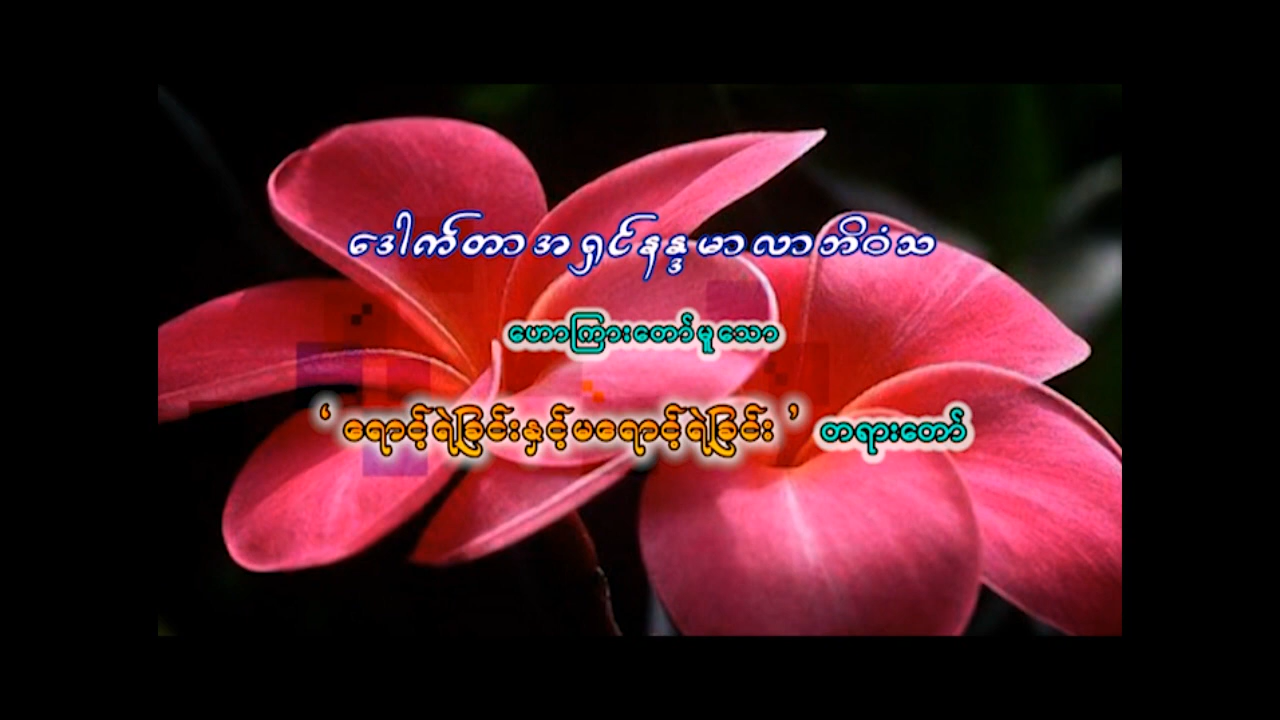 ဒေါက်တာအရှင်နန္ဒမာလာဘိဝံသ
ဟောကြားတော်မူသော
‘ ရောင့်ရဲခြင်းနှင့်မရောင့်ရဲခြင်း ’ တရားတော်